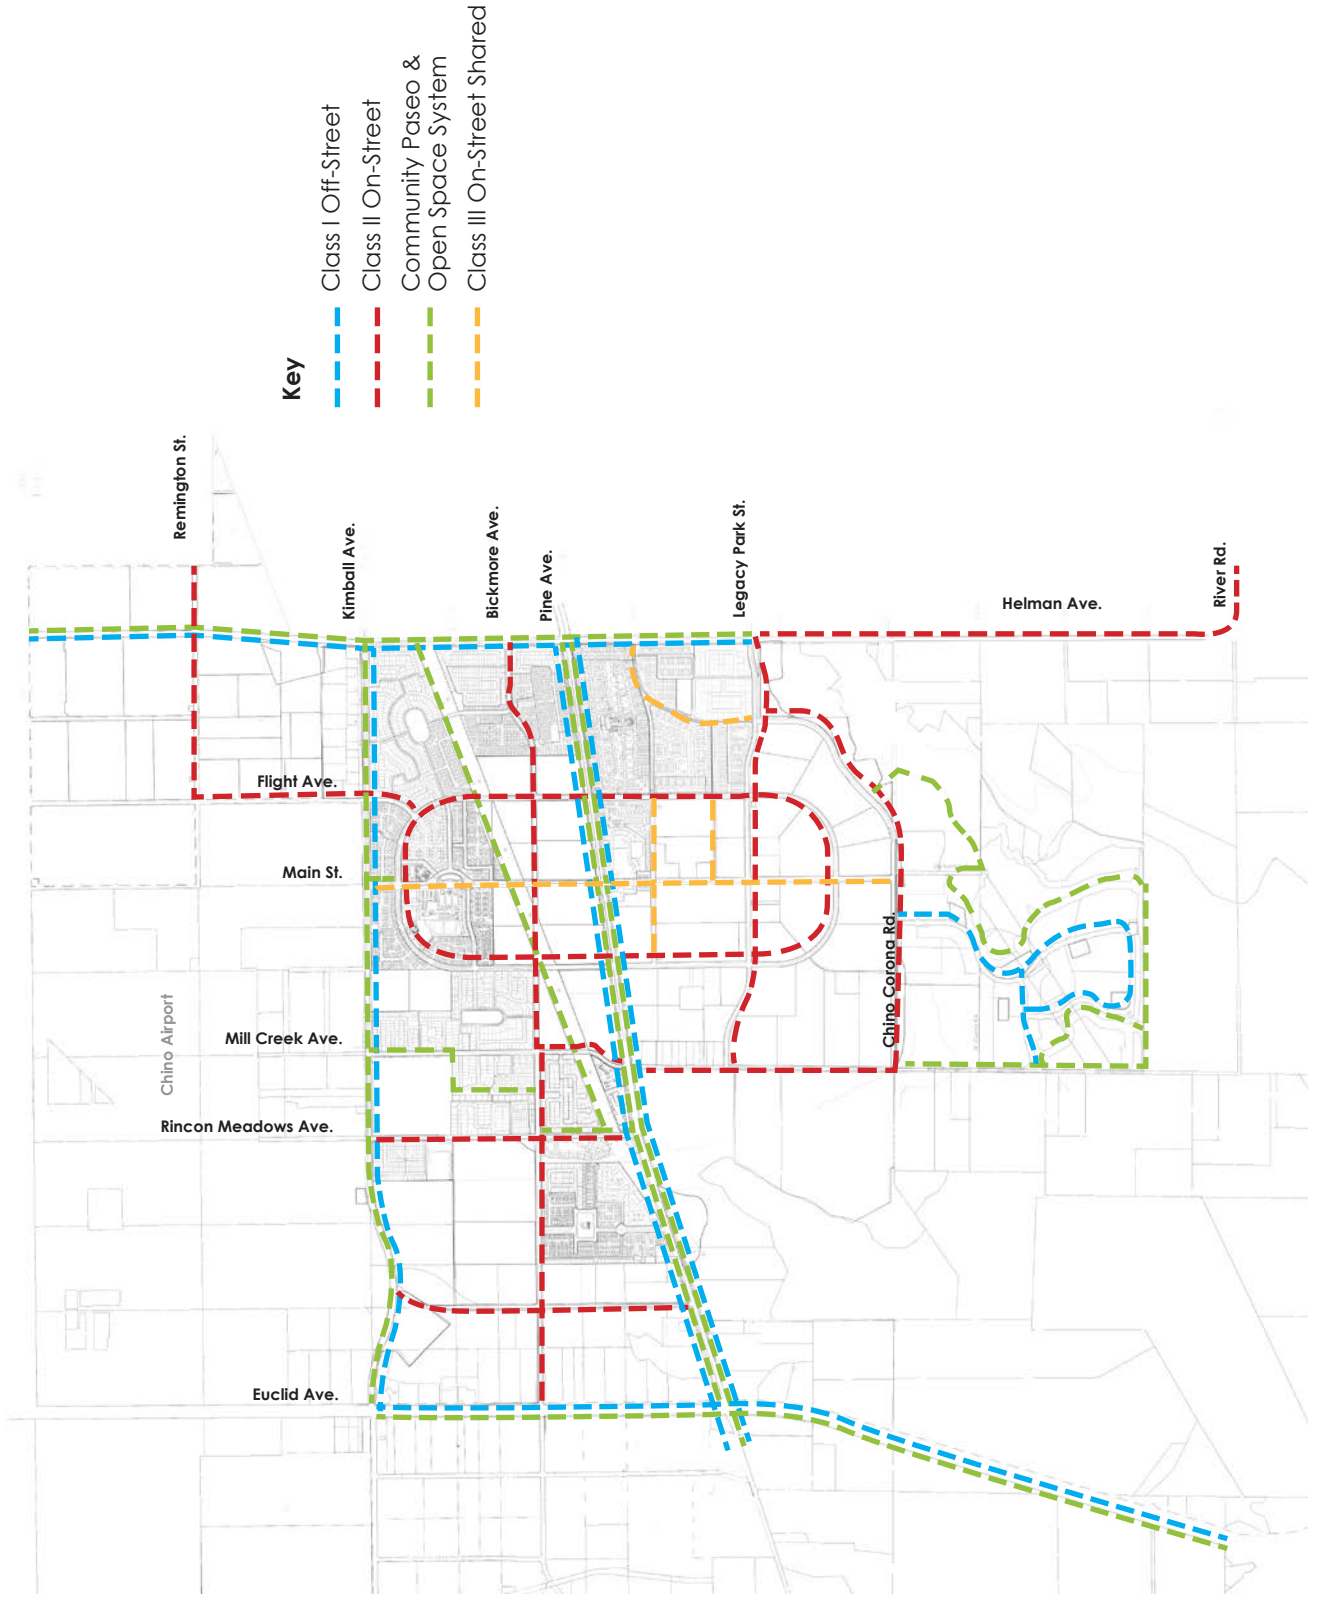 Key
Class I Off-Street
Class II On-Street
Community Paseo &
Open Space System
Class III On-Street Shared
Remington St.
Kimball Ave.
Bickmore Ave.
Pine Ave.
Legacy Park St.
Helman Ave.
River Rd.
Flight Ave.
Main St.
Chino Corona Rd.
Chino Airport
Mill Creek Ave.
Rincon Meadows Ave.
Euclid Ave.